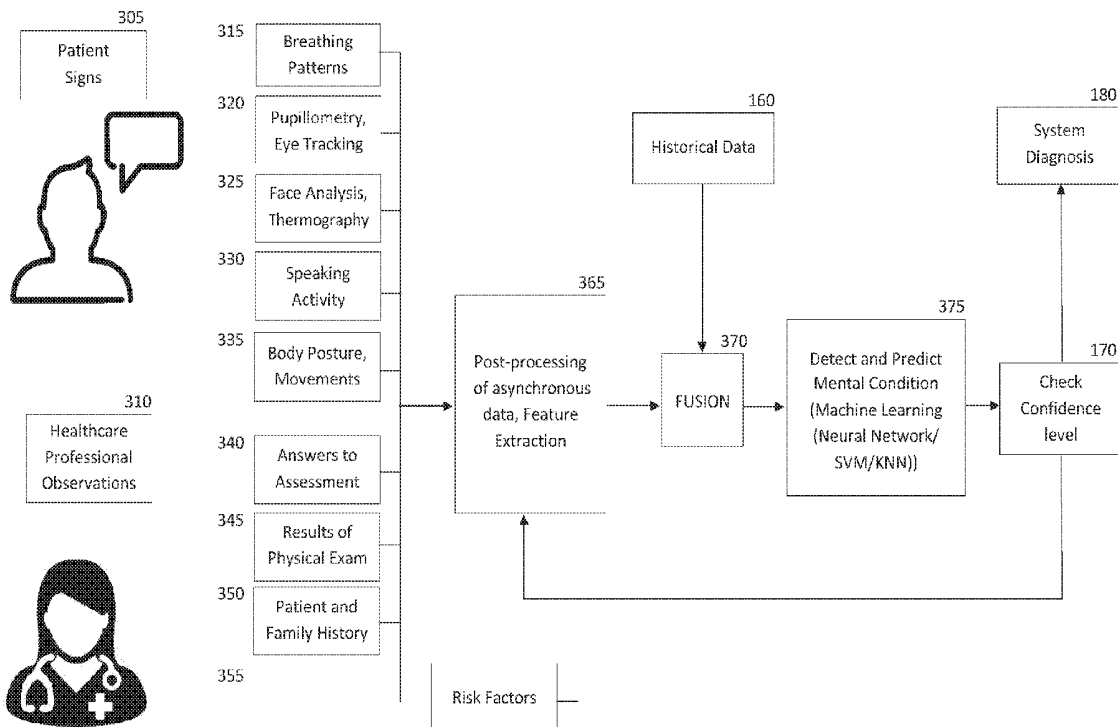 305
Patient
Signs
310
Healthcare
Professional
Observations
315
Breathing
Patterns
320
Pupillometry,
Eye Tracking
325
Face Analysis,
Thermography
330
Speaking
Activity
335
Body Posture,
Movements
340
Answers to
Assessment
345
Results of
Physical Exam
350
Patient and
Family History
355
Risk Factors
365
Post-processing
of asynchronous
data, Feature
Extraction
160
Historical Data
370
FUSION
375
Detect and Predict
Mental Condition
(Machine Learning
(Neural Network/
SVM/KNN))
170
Check
Confidence
level
180
System
Diagnosis